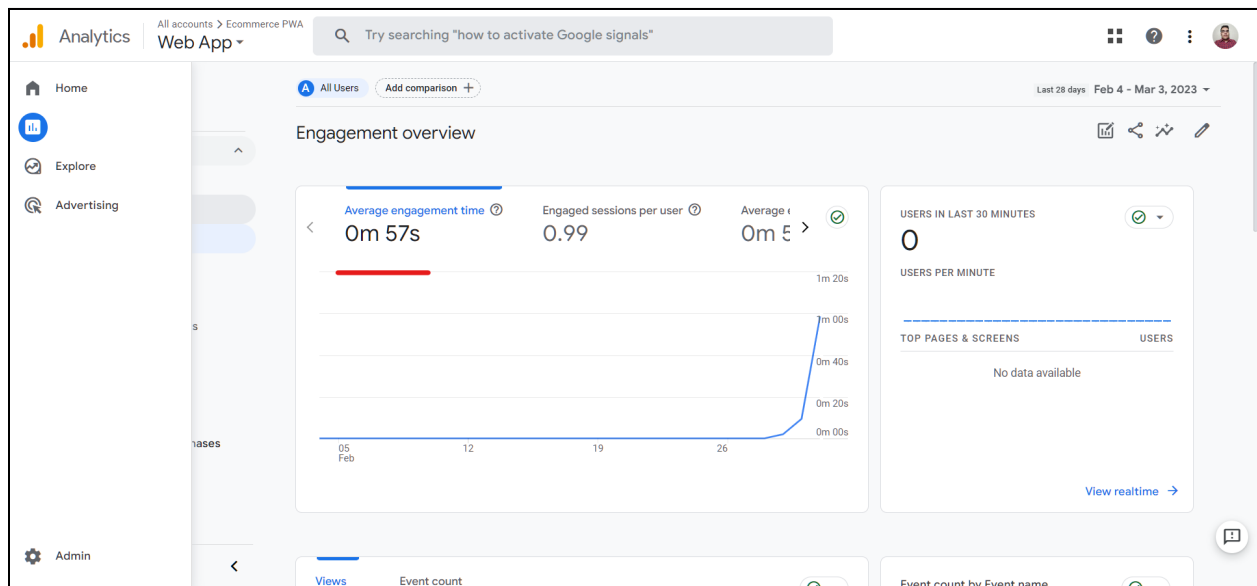 Analytics
All accounts > Ecommerce PWA
Web App
Try searching "how to activate Google signals"
Home
Explore
Advertising
Admin
s
hases
A All Users
Add comparison +
Last 28 days Feb 4 - Mar 3, 2023
Engagement overview
Average engagement time
0m 57s
Engaged sessions per user
0.99
Average e
0m 5
1m 20s
1m 00s
0m 40s
0m 20s
0m 00s
05 12 19 26
Feb
USERS IN LAST 30 MINUTES
0
USERS PER MINUTE
TOP PAGES & SCREENS USERS
No data available
View realtime
Views Event count
Event count by Event name